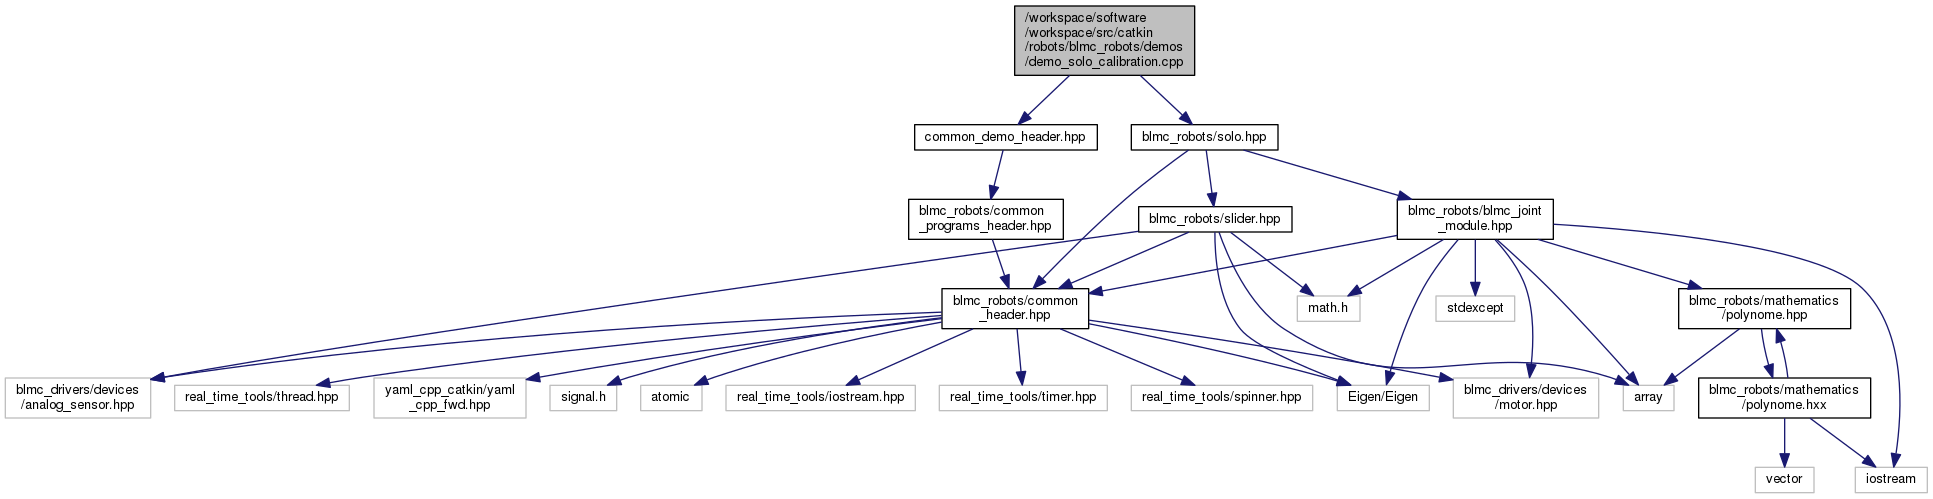 /workspace/software
/workspace/src/catkin
/robots/blmc_robots/demos
/demo_solo_calibration.cpp
common_demo_header.hpp
blmc_robots/solo.hpp
blmc_robots/common
_programs_header.hpp
blmc_robots/slider.hpp
blmc_robots/blmc_joint
_module.hpp
blmc_robots/common
_header.hpp
math.h
stdexcept
blmc_robots/mathematics
/polynome.hpp
blmc_drivers/devices
/analog_sensor.hpp
real_time_tools/thread.hpp
yaml_cpp_catkin/yaml
_cpp_fwd.hpp
signal.h
atomic
real_time_tools/iostream.hpp
real_time_tools/timer.hpp
real_time_tools/spinner.hpp
Eigen/Eigen
blmc_drivers/devices
/motor.hpp
array
blmc_robots/mathematics
/polynome.hxx
vector
iostream